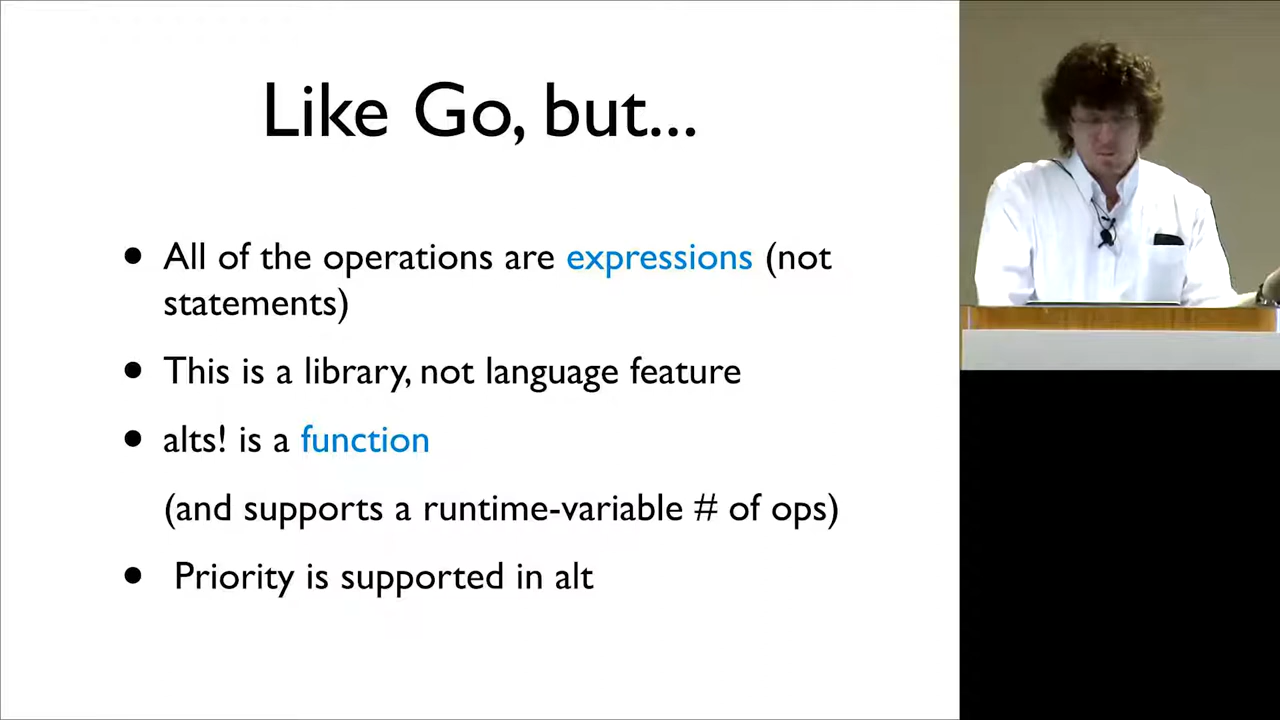 Like Go, but...
• All of the operations are expressions (not
statements)
• This is a library, not language feature
• alts! is a function
(and supports a runtime-variable # of ops)
• Priority is supported in alt